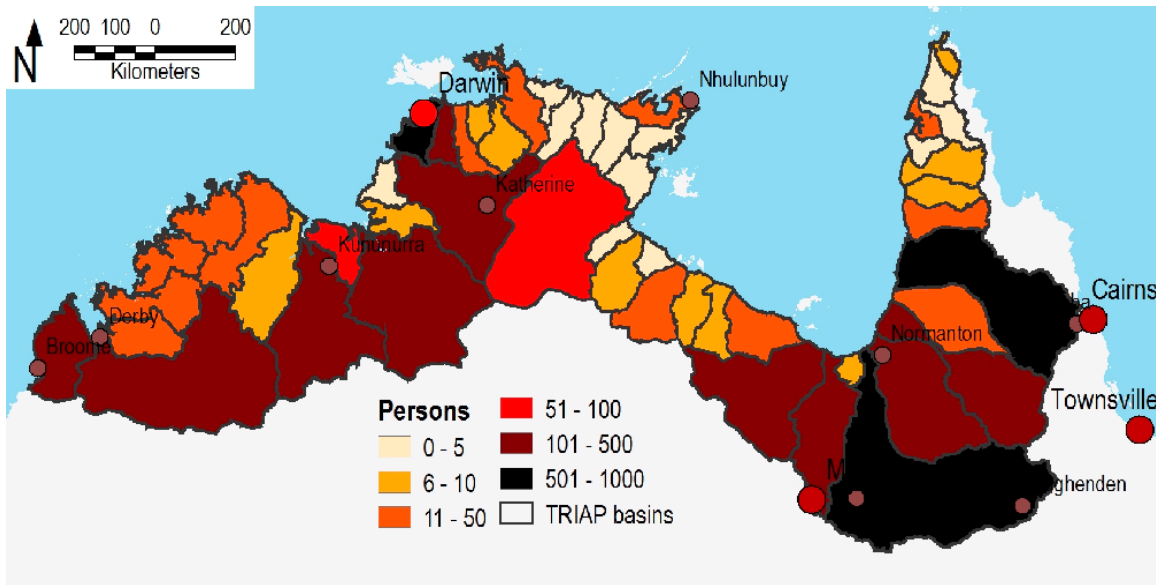 200 100 0 200
N
Kilometers
Darwin
Nhulunbuy
Katherine
Kununurra
Derby
Broome
Cairns
Normanton
Townsville
Persons
0 - 5
6 - 10
11 - 50
51 - 100
101 - 500
501 - 1000
TRIAP basins
M
ghenden